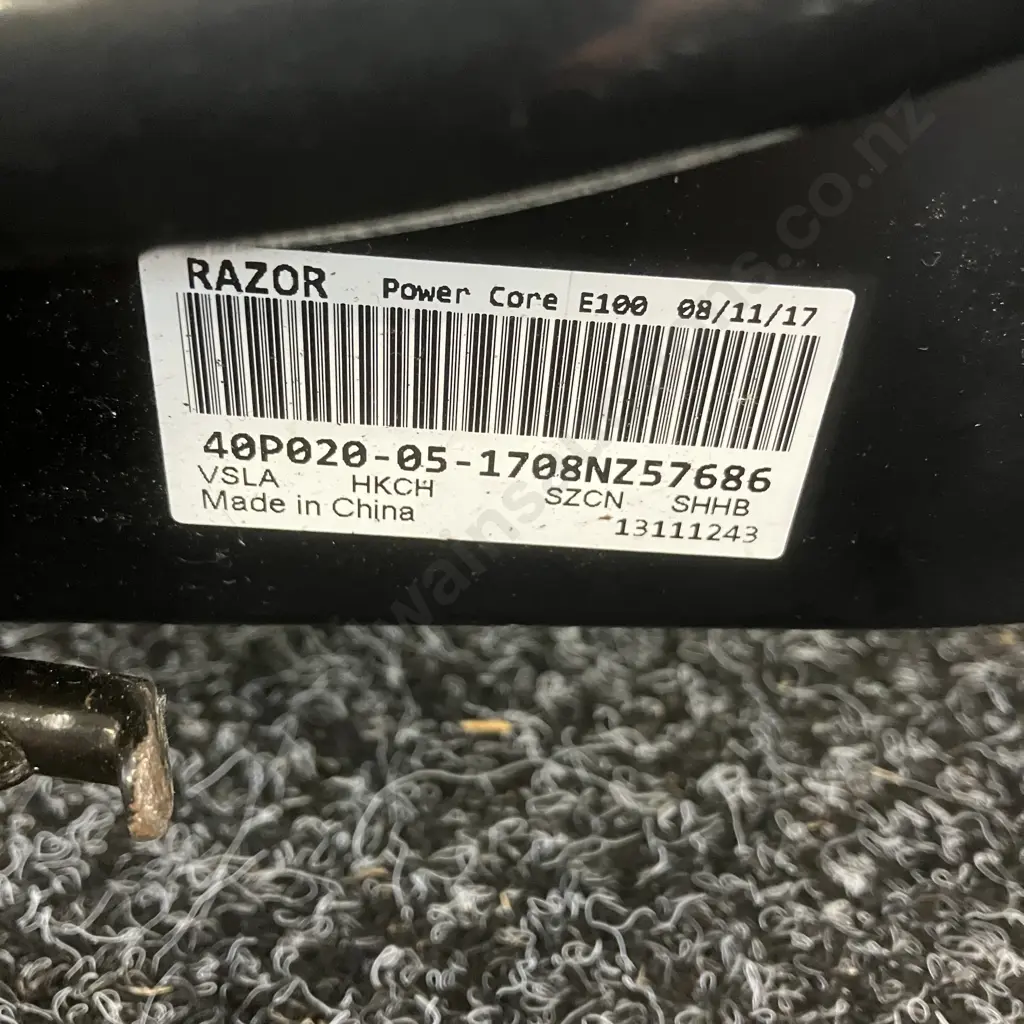 RAZOR Power Core E100 08/11/17
40P020-05-1708NZ57686
VSLA HKCH SZCN SHHB
Made in China 13111243